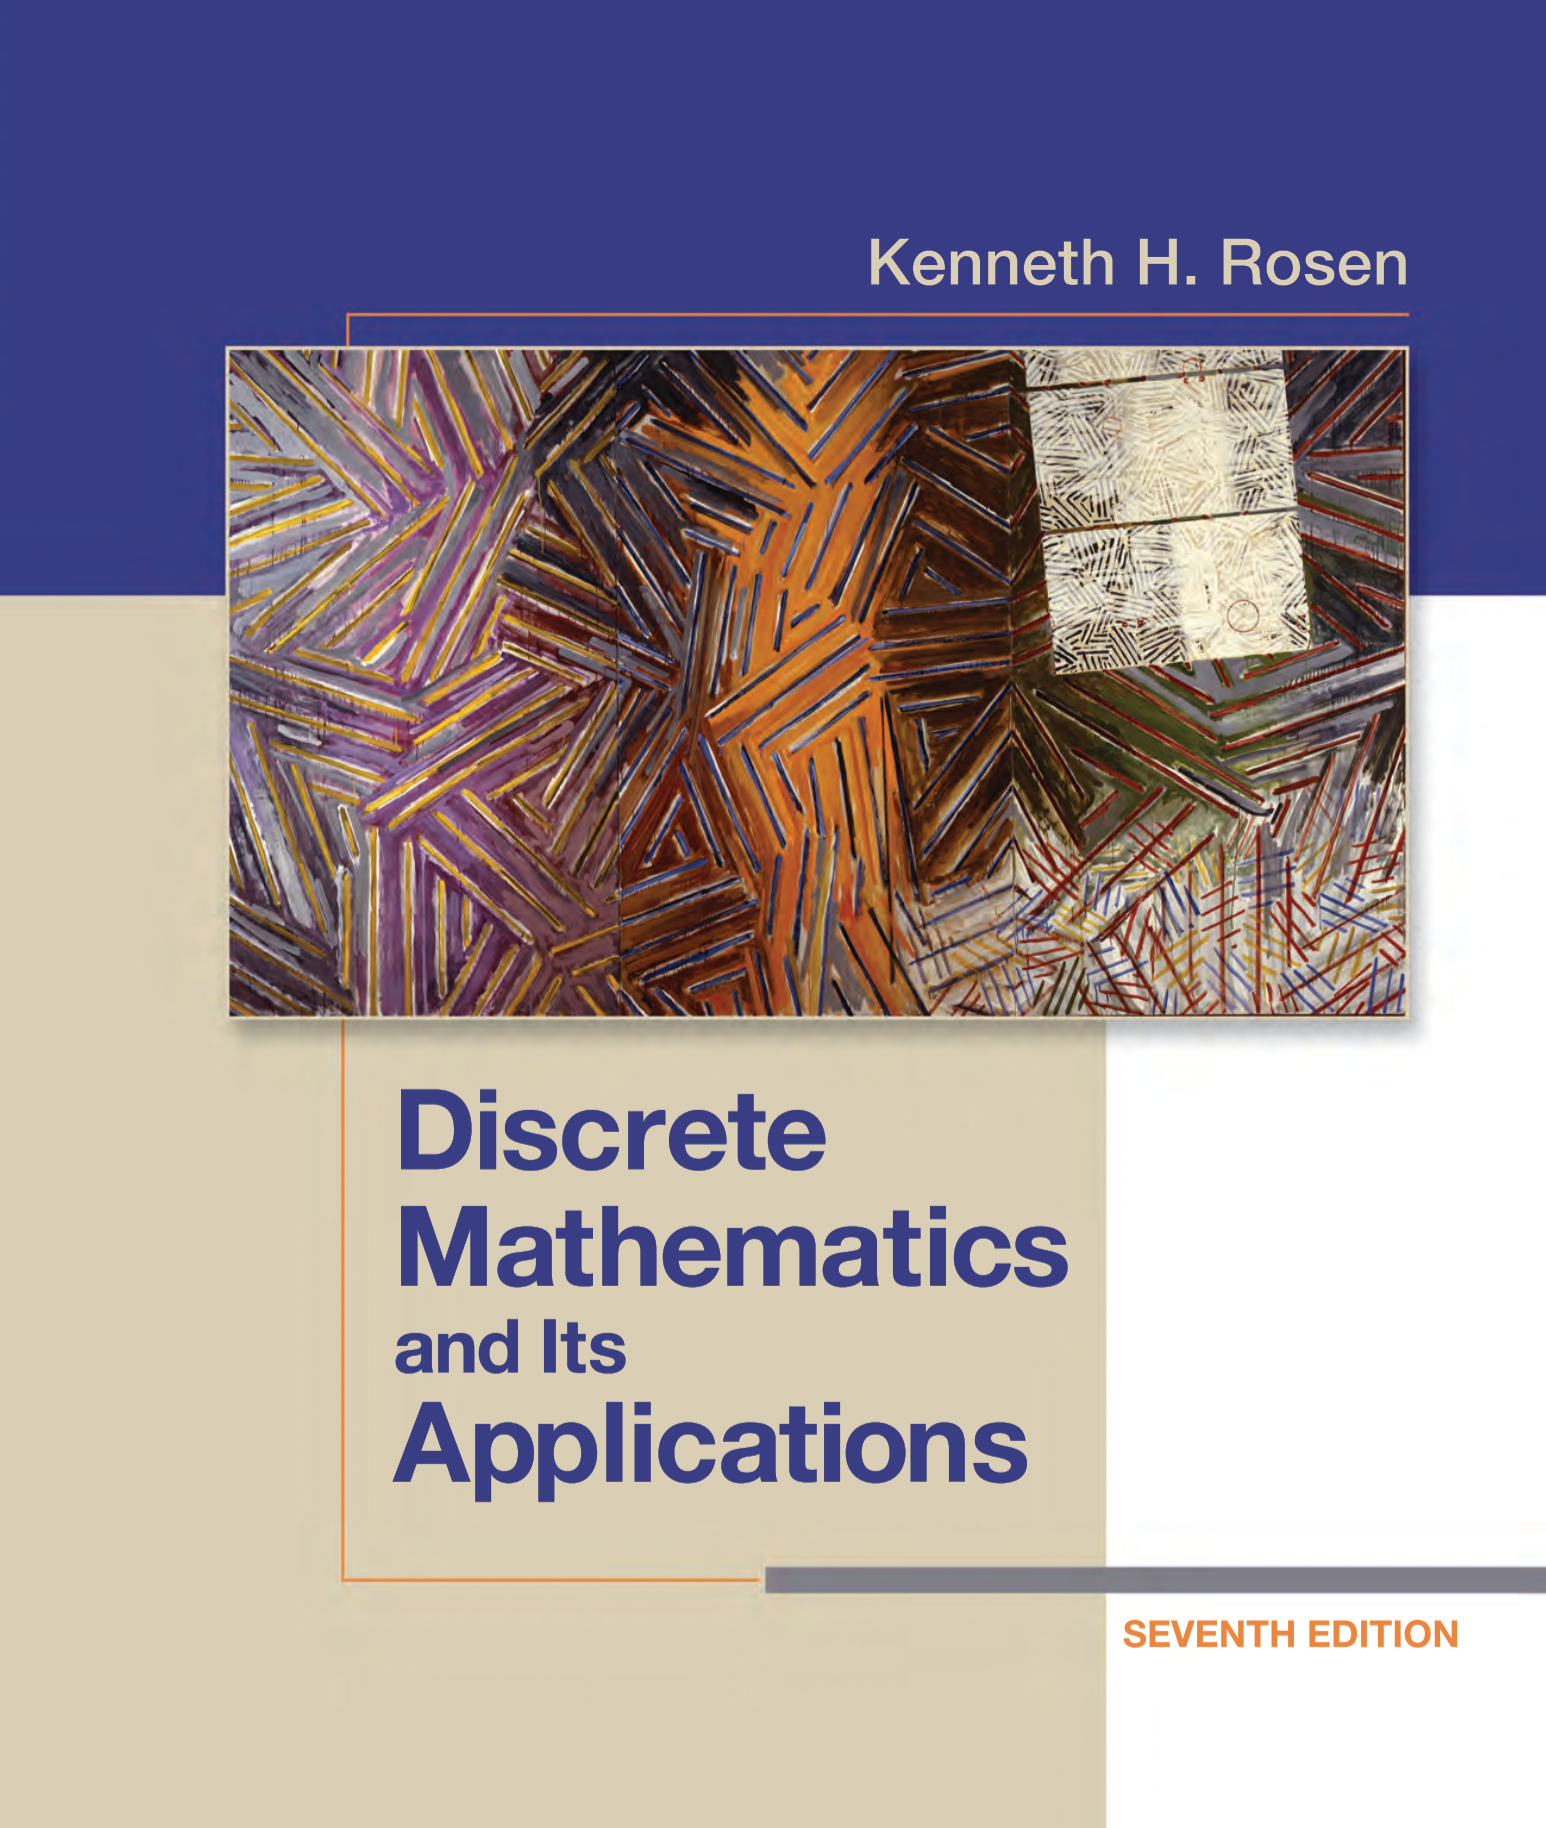 Kenneth H. Rosen
Discrete
Mathematics
and Its
Applications
SEVENTH EDITION